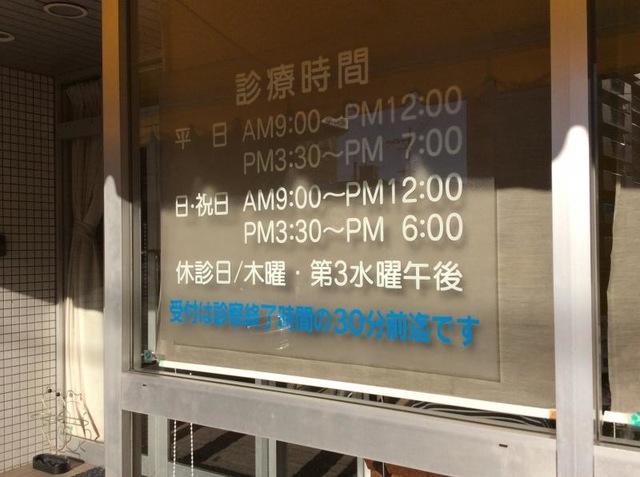 診療時間
平 日 AM9:00〜PM12:00
PM3:30〜PM 7:00
日・祝日 AM9:00〜PM12:00
PM3:30〜PM 6:00
休診日/木曜・第3水曜午後
受付は診察終了時間の30分前迄です